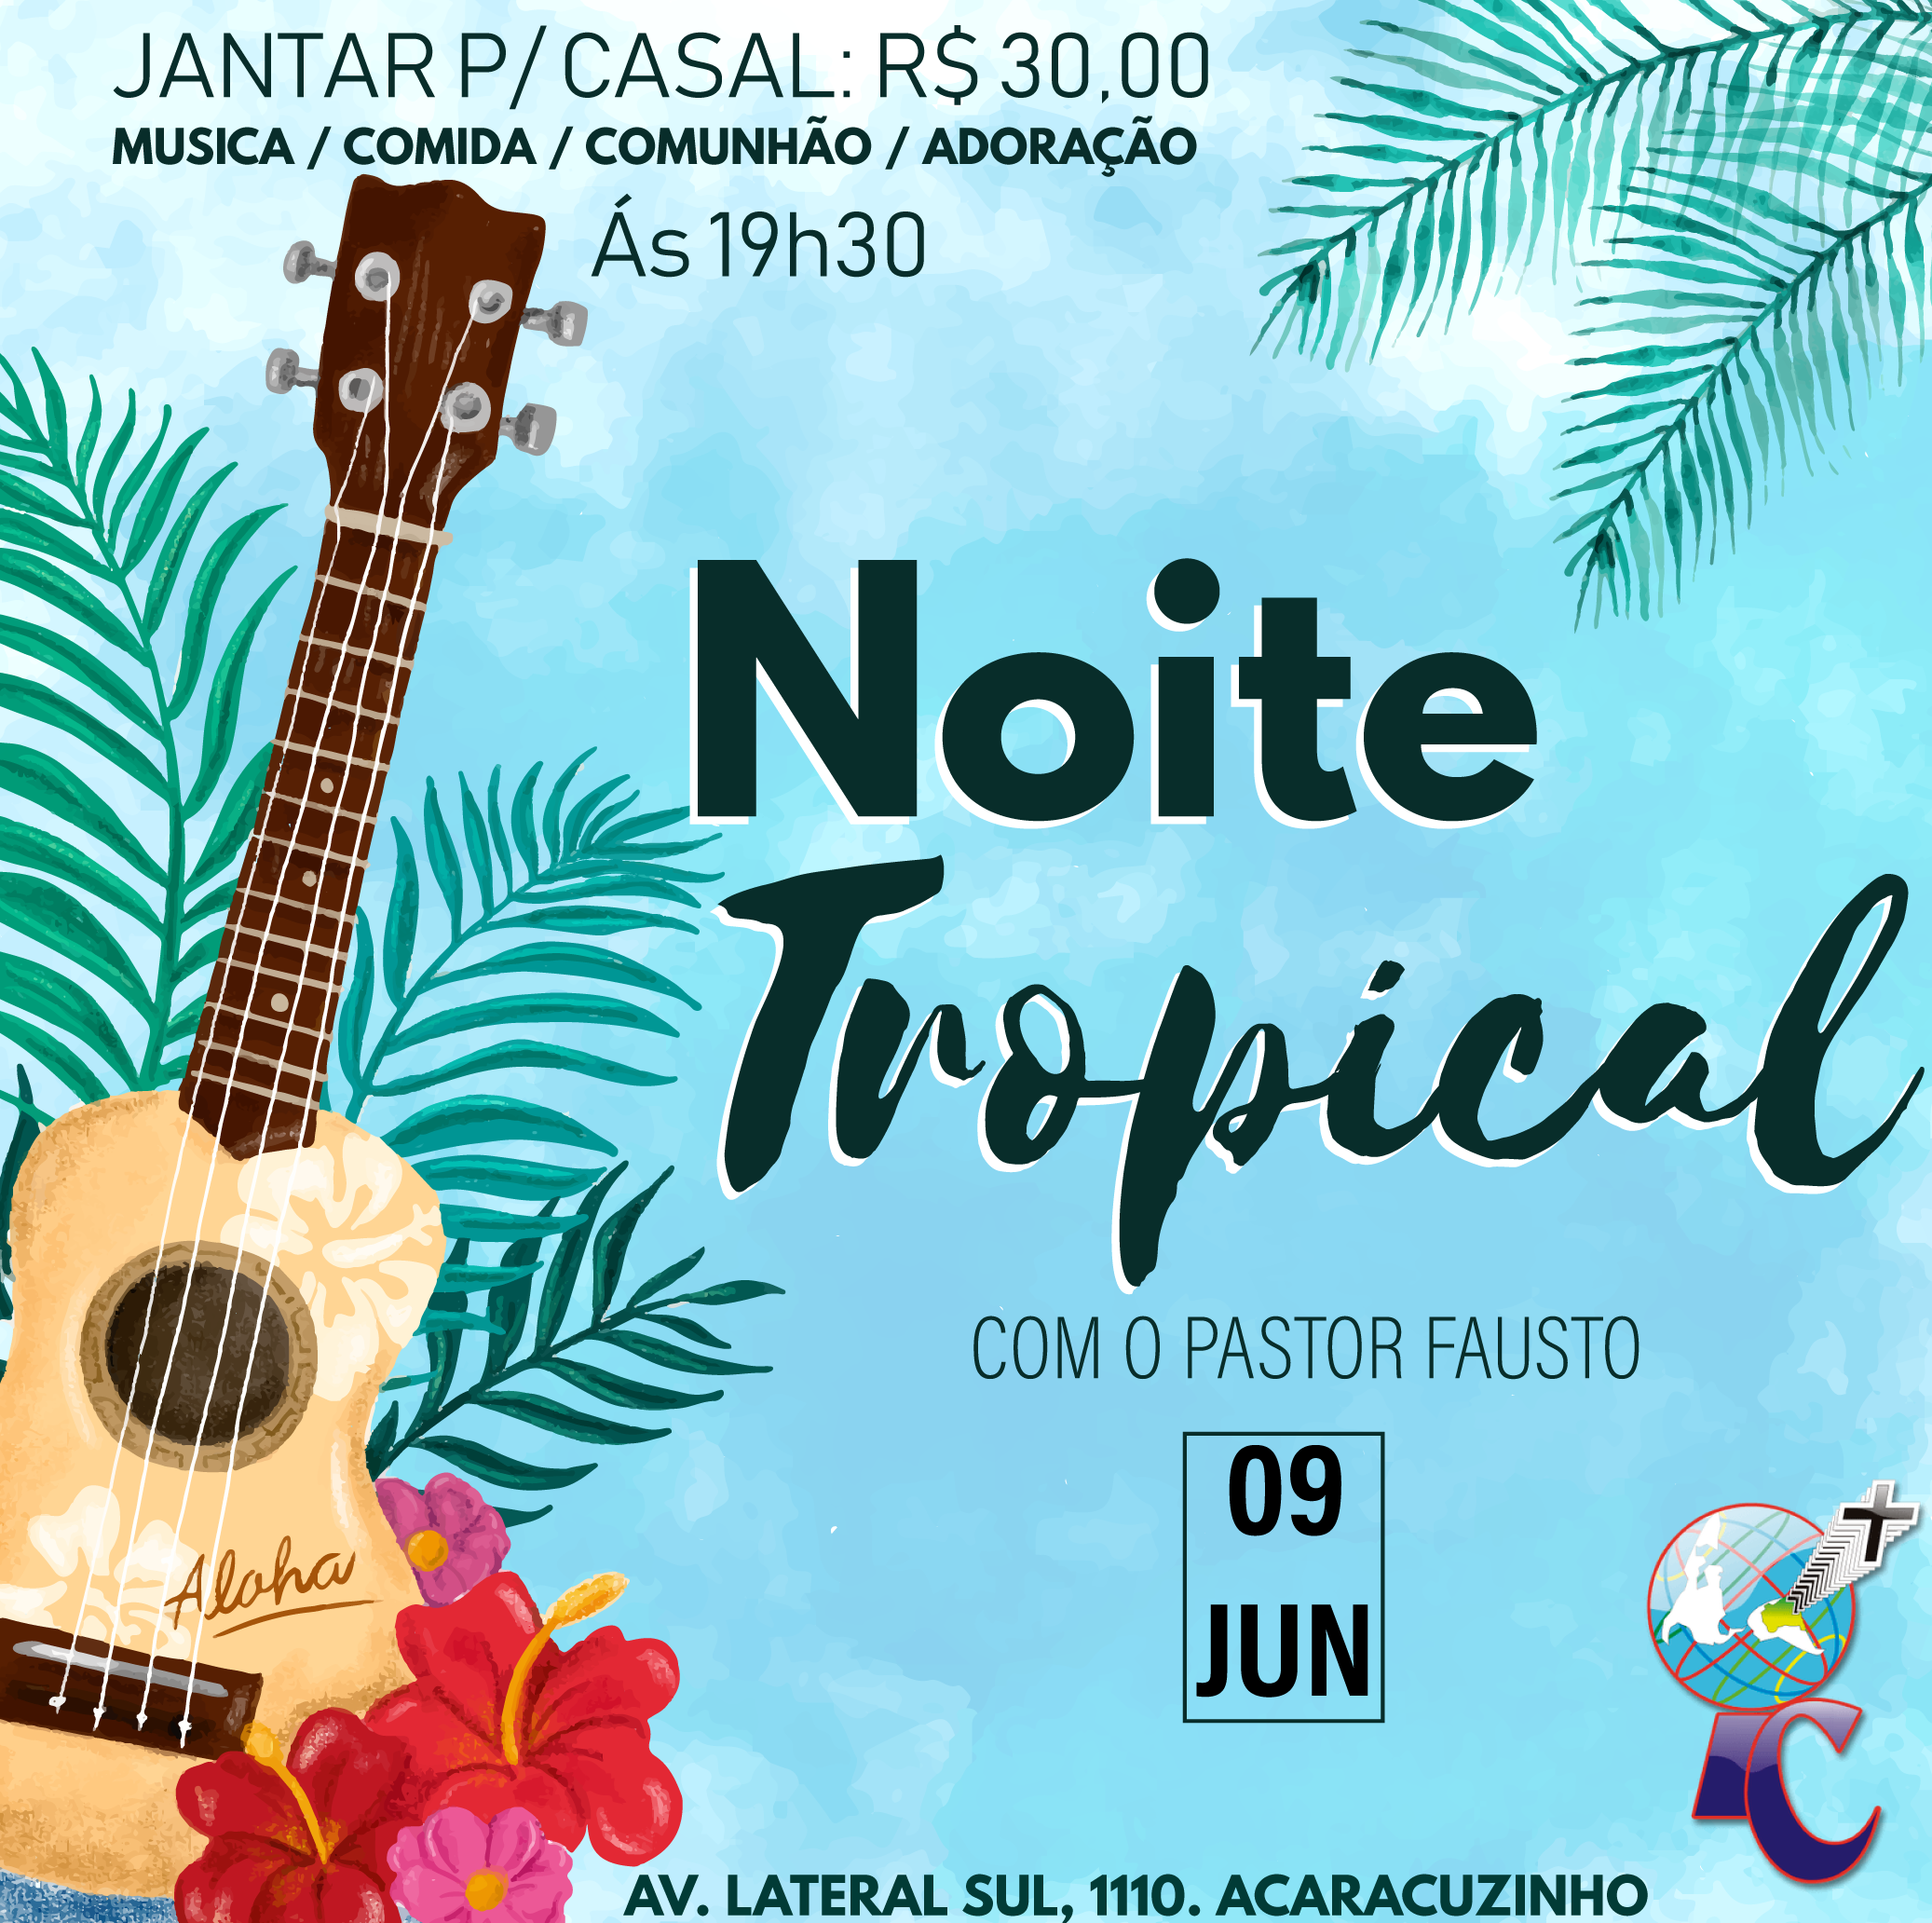 JANTAR P/ CASAL: R$ 30,00
MUSICA / COMIDA / COMUNHÃO / ADORAÇÃO
Ás 19h30
Noite
Tropical
COM O PASTOR FAUSTO
09
JUN
Aloha
IC
AV. LATERAL SUL, 1110. ACARACUZINHO